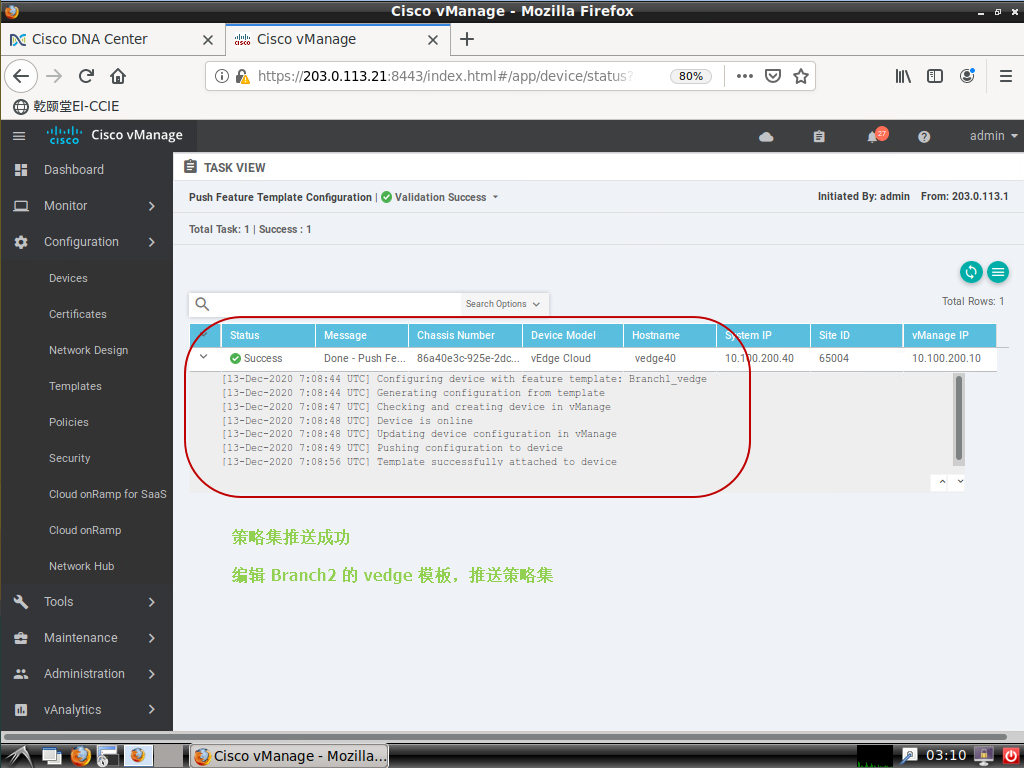 Cisco vManage - Mozilla Firefox
Cisco DNA Center
Cisco vManage
https://203.0.113.21:8443/index.html#/app/device/status?
80%
乾颐堂EI-CCIE
cisco
Cisco vManage
27
admin
Dashboard
Monitor
Configuration
Devices
Certificates
Network Design
Templates
Policies
Security
Cloud onRamp for SaaS
Cloud onRamp
Network Hub
Tools
Maintenance
Administration
vAnalytics
TASK VIEW
Push Feature Template Configuration | Validation Success
Initiated By: admin From: 203.0.113.1
Total Task: 1 | Success : 1
Search Options
Total Rows: 1
Status Message Chassis Number Device Model Hostname System IP Site ID vManage IP
Success Done - Push Fe... 86a40e3c-925e-2dc... vEdge Cloud vedge40 10.100.200.40 65004 10.100.200.10
[13-Dec-2020 7:08:44 UTC] Configuring device with feature template: Branch1_vedge
[13-Dec-2020 7:08:44 UTC] Generating configuration from template
[13-Dec-2020 7:08:47 UTC] Checking and creating device in vManage
[13-Dec-2020 7:08:48 UTC] Device is online
[13-Dec-2020 7:08:48 UTC] Updating device configuration in vManage
[13-Dec-2020 7:08:49 UTC] Pushing configuration to device
[13-Dec-2020 7:08:56 UTC] Template successfully attached to device
策略集推送成功
编辑 Branch2 的 vedge 模板，推送策略集
Cisco vManage - Mozilla...
03:10